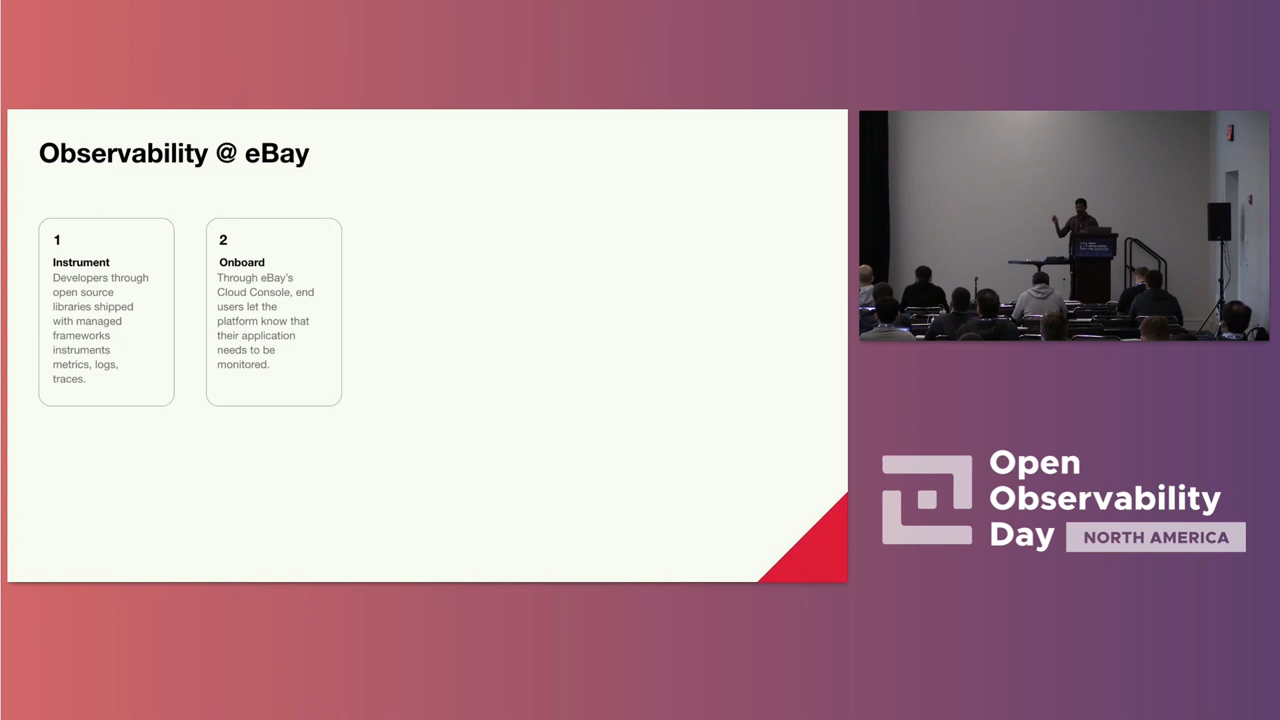 Observability @ eBay
1
Instrument
Developers through
open source
libraries shipped
with managed
frameworks
instruments
metrics, logs,
traces.
2
Onboard
Through eBay's
Cloud Console, end
users let the
platform know that
their application
needs to be
monitored.
Open
Observability
Day NORTH AMERICA